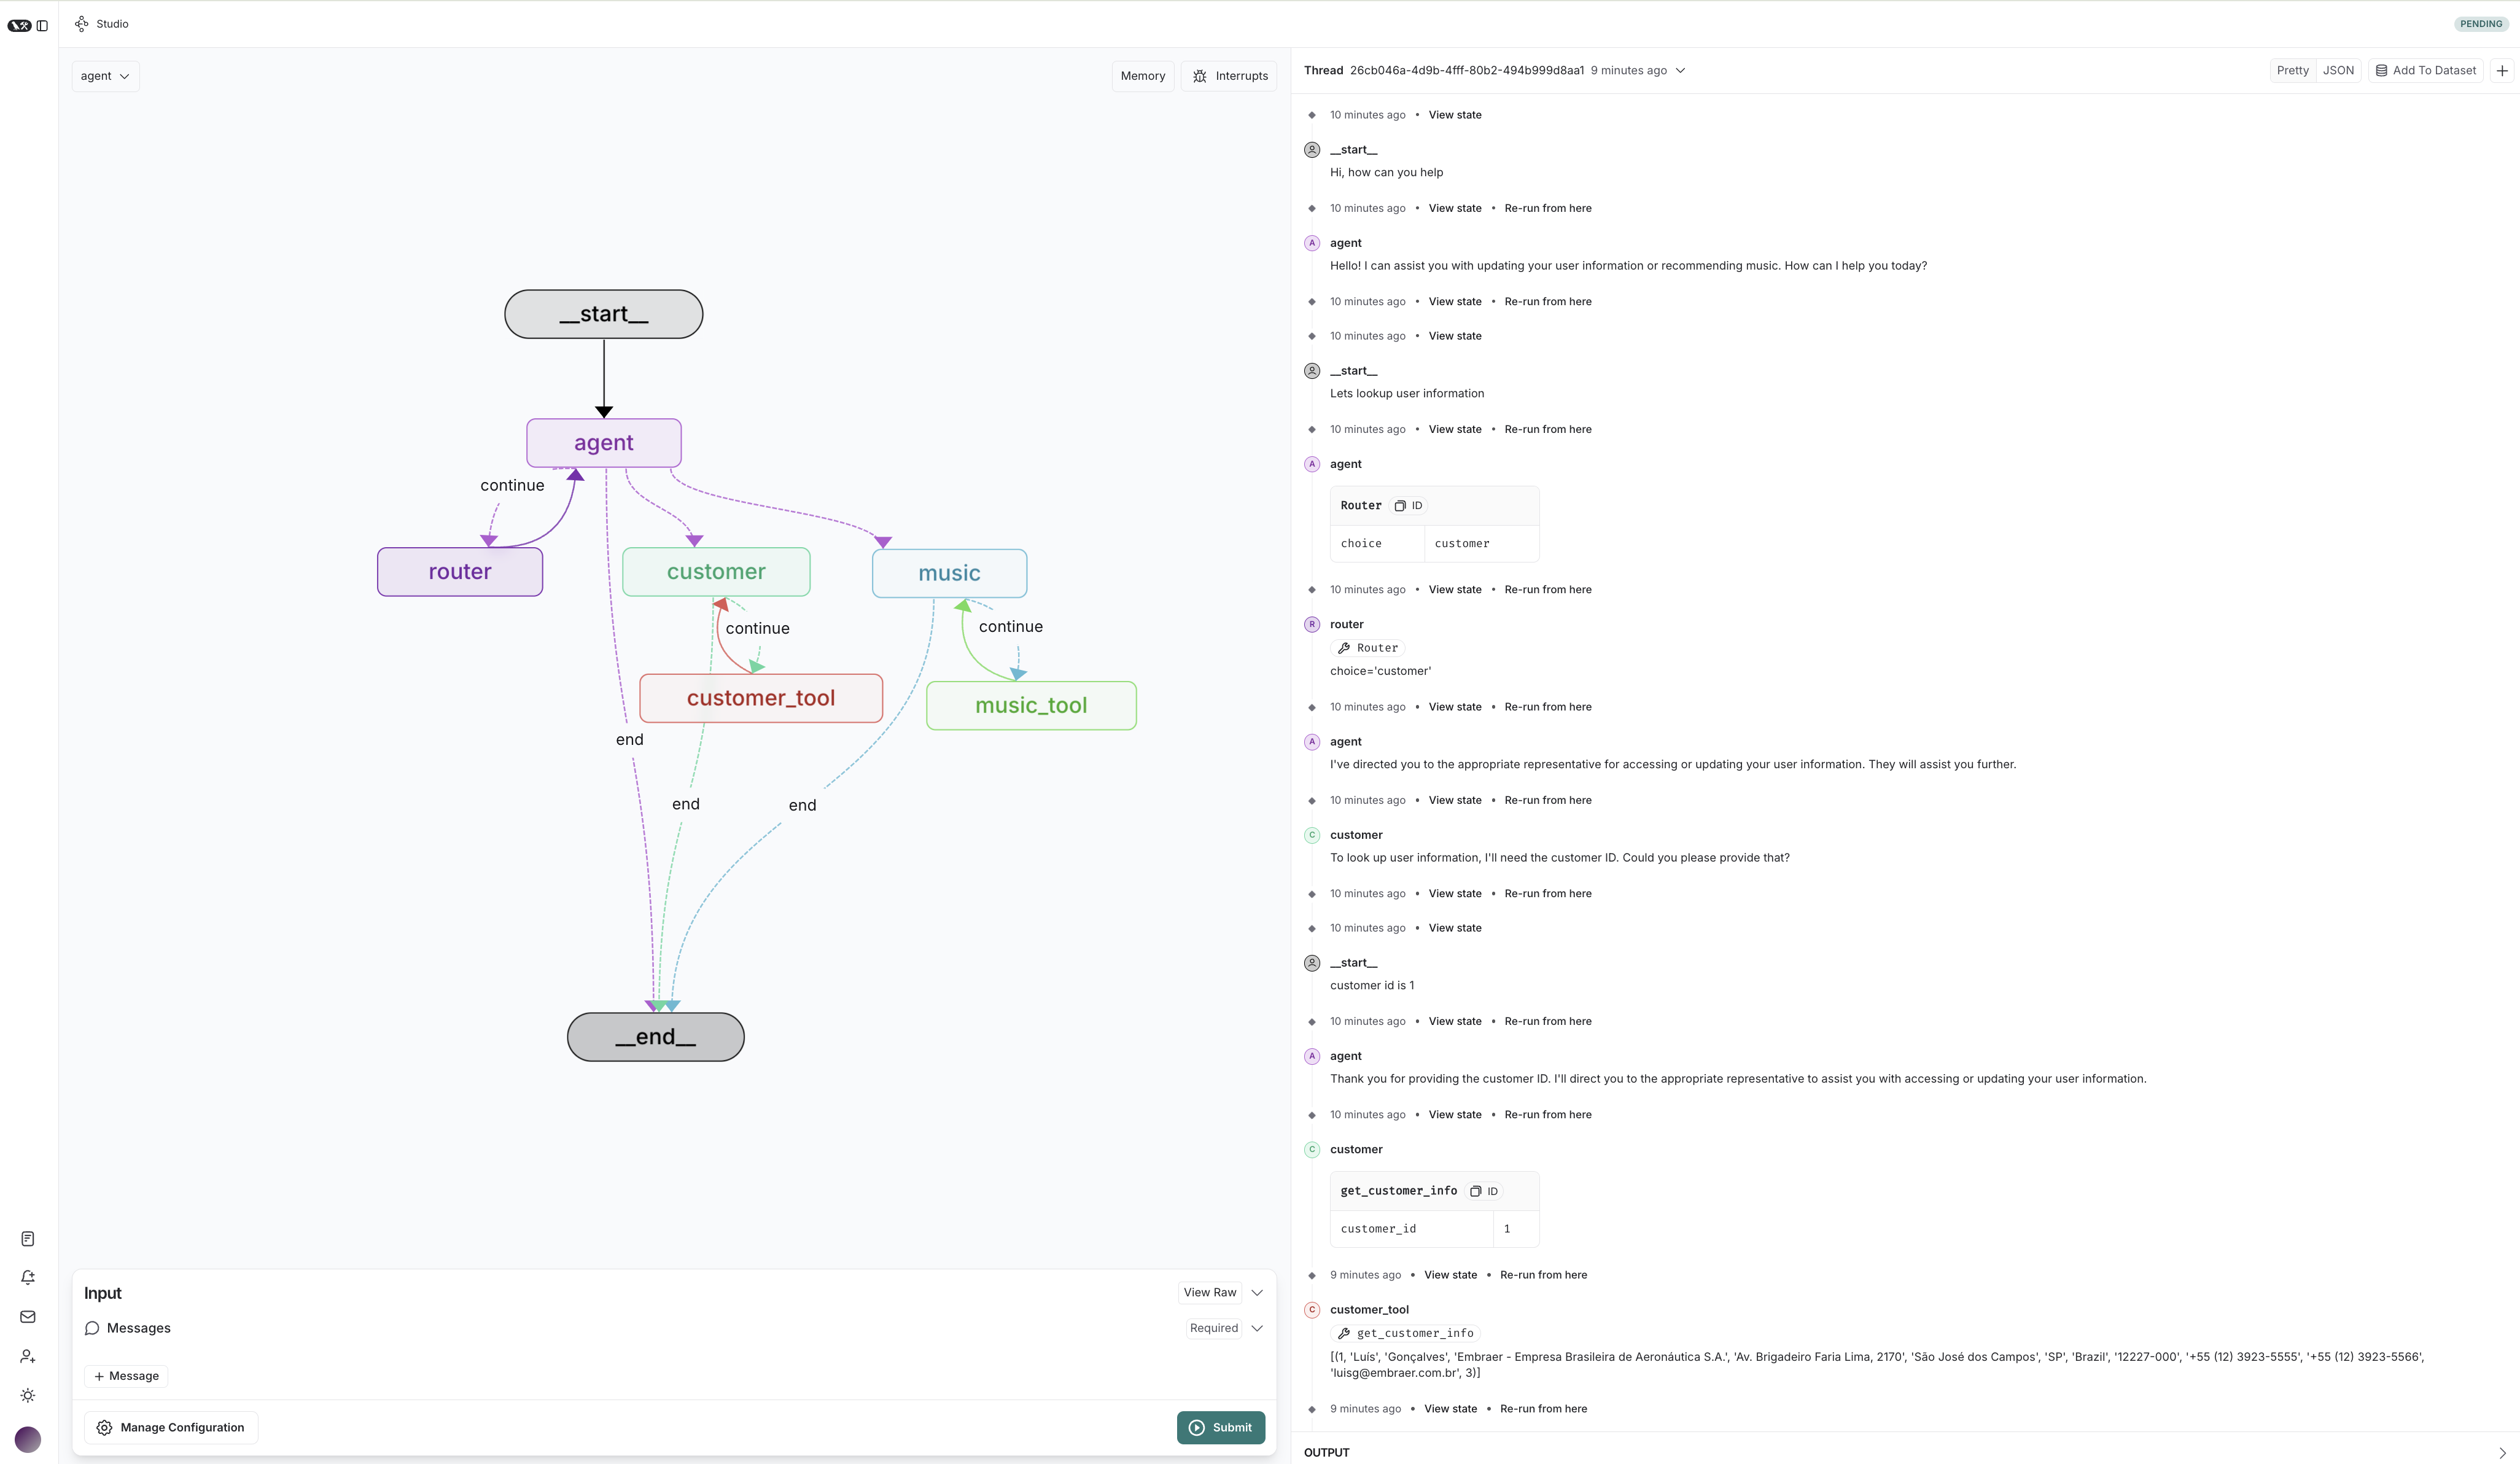 Studio
PENDING
agent
Memory
Interrupts
__start__
agent
continue
router
customer
music
continue
continue
customer_tool
music_tool
end
end
end
__end__
Input
View Raw
Messages
Required
+ Message
Manage Configuration
Submit
Thread 26cb046a-4d9b-4fff-80b2-494b999d8aa1 9 minutes ago
Pretty
JSON
Add To Dataset
10 minutes ago • View state
__start__
Hi, how can you help
10 minutes ago • View state • Re-run from here
A agent
Hello! I can assist you with updating your user information or recommending music. How can I help you today?
10 minutes ago • View state • Re-run from here
10 minutes ago • View state
__start__
Lets lookup user information
10 minutes ago • View state • Re-run from here
A agent
Router ID
choice customer
10 minutes ago • View state • Re-run from here
R router
Router
choice='customer'
10 minutes ago • View state • Re-run from here
A agent
I've directed you to the appropriate representative for accessing or updating your user information. They will assist you further.
10 minutes ago • View state • Re-run from here
C customer
To look up user information, I'll need the customer ID. Could you please provide that?
10 minutes ago • View state • Re-run from here
10 minutes ago • View state
__start__
customer id is 1
10 minutes ago • View state • Re-run from here
A agent
Thank you for providing the customer ID. I'll direct you to the appropriate representative to assist you with accessing or updating your user information.
10 minutes ago • View state • Re-run from here
C customer
get_customer_info ID
customer_id 1
9 minutes ago • View state • Re-run from here
C customer_tool
get_customer_info
[(1, 'Luís', 'Gonçalves', 'Embraer - Empresa Brasileira de Aeronáutica S.A.', 'Av. Brigadeiro Faria Lima, 2170', 'São José dos Campos', 'SP', 'Brazil', '12227-000', '+55 (12) 3923-5555', '+55 (12) 3923-5566',
'luisg@embraer.com.br', 3)]
9 minutes ago • View state • Re-run from here
OUTPUT